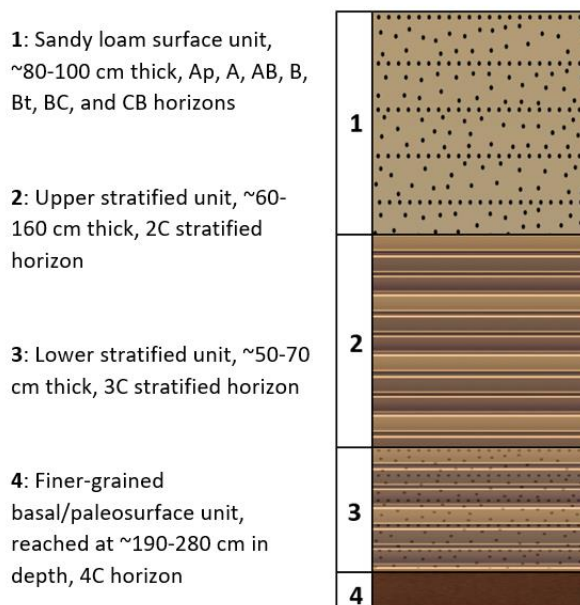 1: Sandy loam surface unit,
~80-100 cm thick, Ap, A, AB, B,
Bt, BC, and CB horizons
2: Upper stratified unit, ~60-
160 cm thick, 2C stratified
horizon
3: Lower stratified unit, ~50-70
cm thick, 3C stratified horizon
4: Finer-grained
basal/paleosurface unit,
reached at ~190-280 cm in
depth, 4C horizon
1
2
3
4